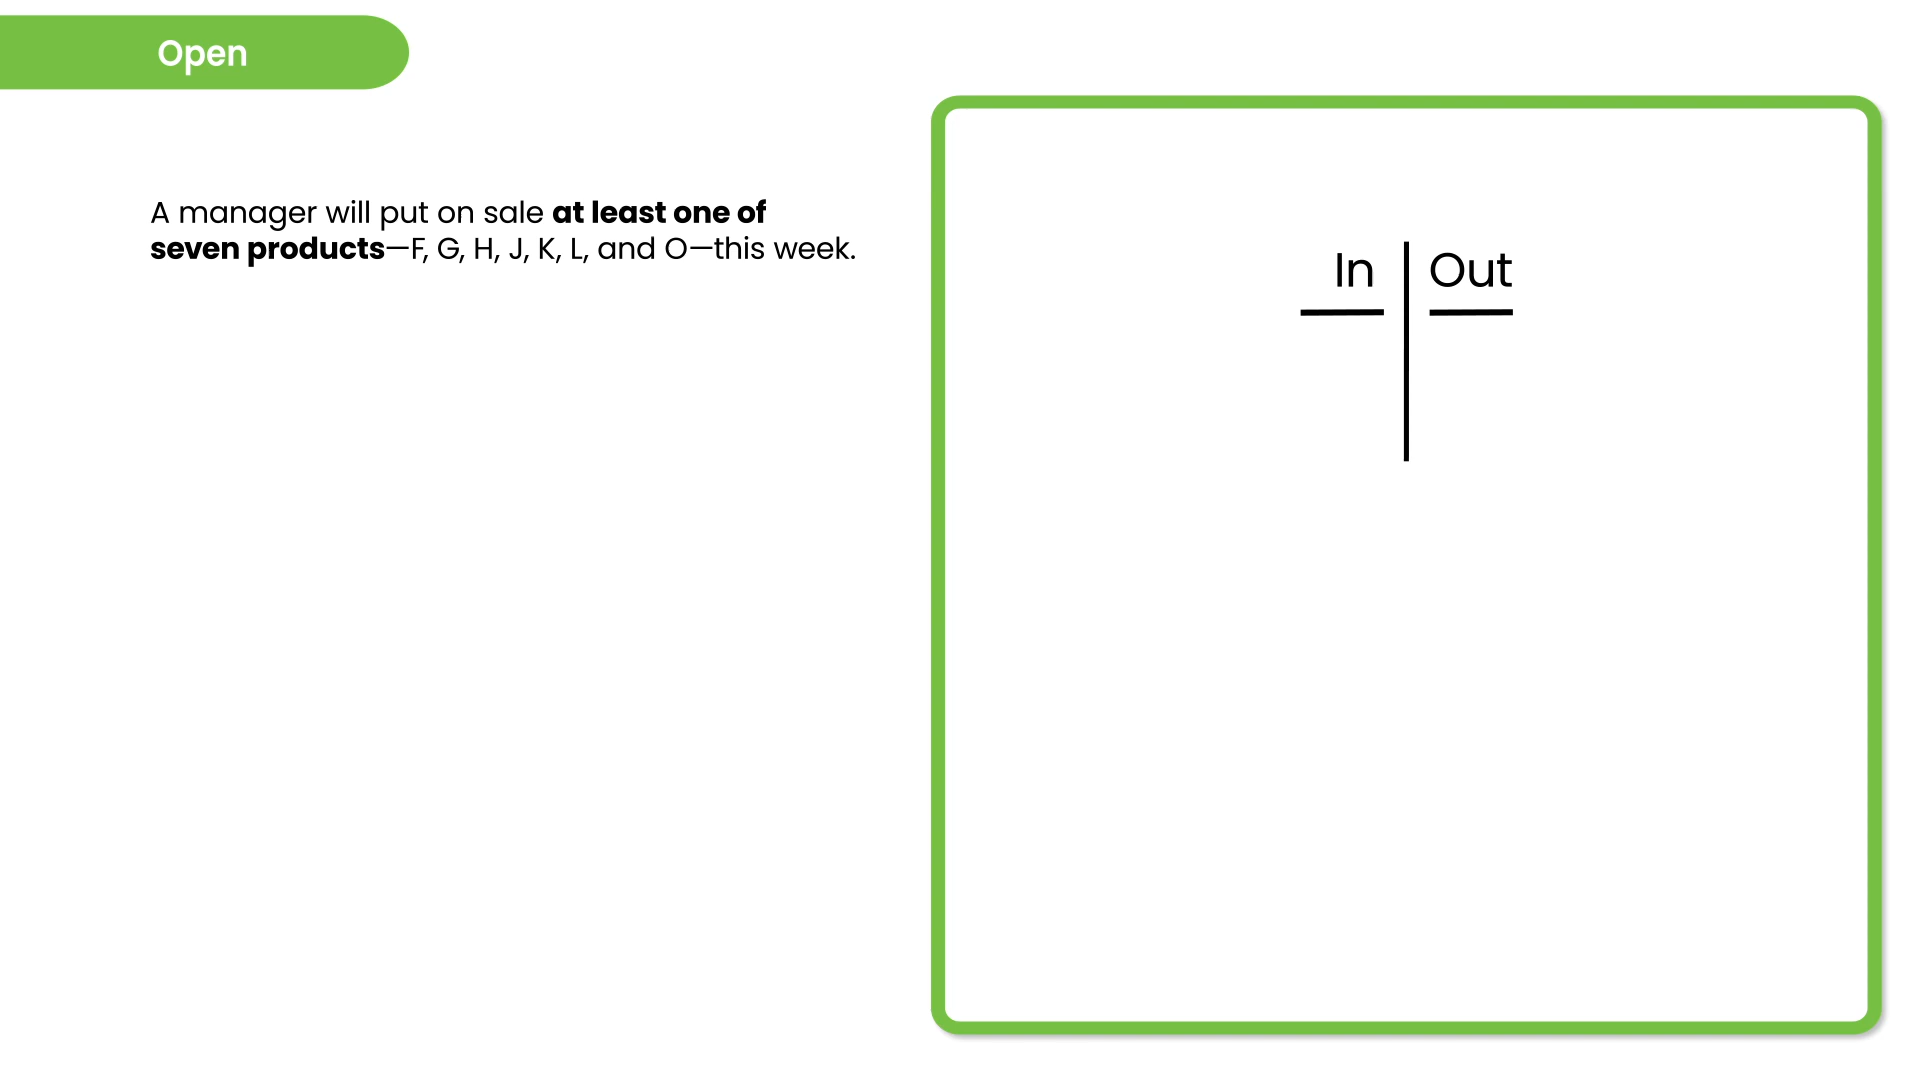 Open
A manager will put on sale at least one of
seven products—F, G, H, J, K, L, and O—this week.
In
Out